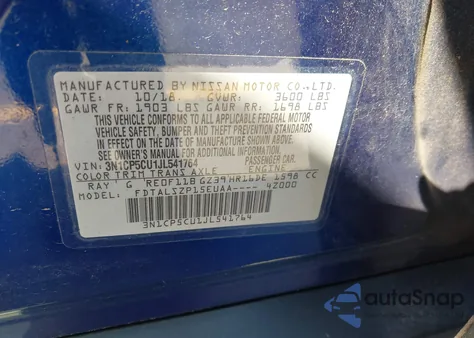 MANUFACTURED BY NISSAN MOTOR CO.,LTD.
DATE: 10/18 GVWR: 3600 LBS
GAWR FR: 1903 LBS GAWR RR: 1698 LBS
THIS VEHICLE CONFORMS TO ALL APPLICABLE FEDERAL MOTOR
VEHICLE SAFETY, BUMPER AND THEFT PREVENTION STANDARDS
IN EFFECT ON THE DATE OF MANUFACTURE SHOWN ABOVE.
SEE OWNERS MANUAL FOR ADDITIONAL INFORMATION.
VIN: 3N1CP5CU1JL541764 PASSENGER CAR
COLOR TRIM TRANS AXLE ENGINE
RAY G RE0F11B GZ39 HR16DE 1598 CC
MODEL: FDTALSZP15EUAA---- 4Z000
3N1CP5CU1JL541764
autoSnap